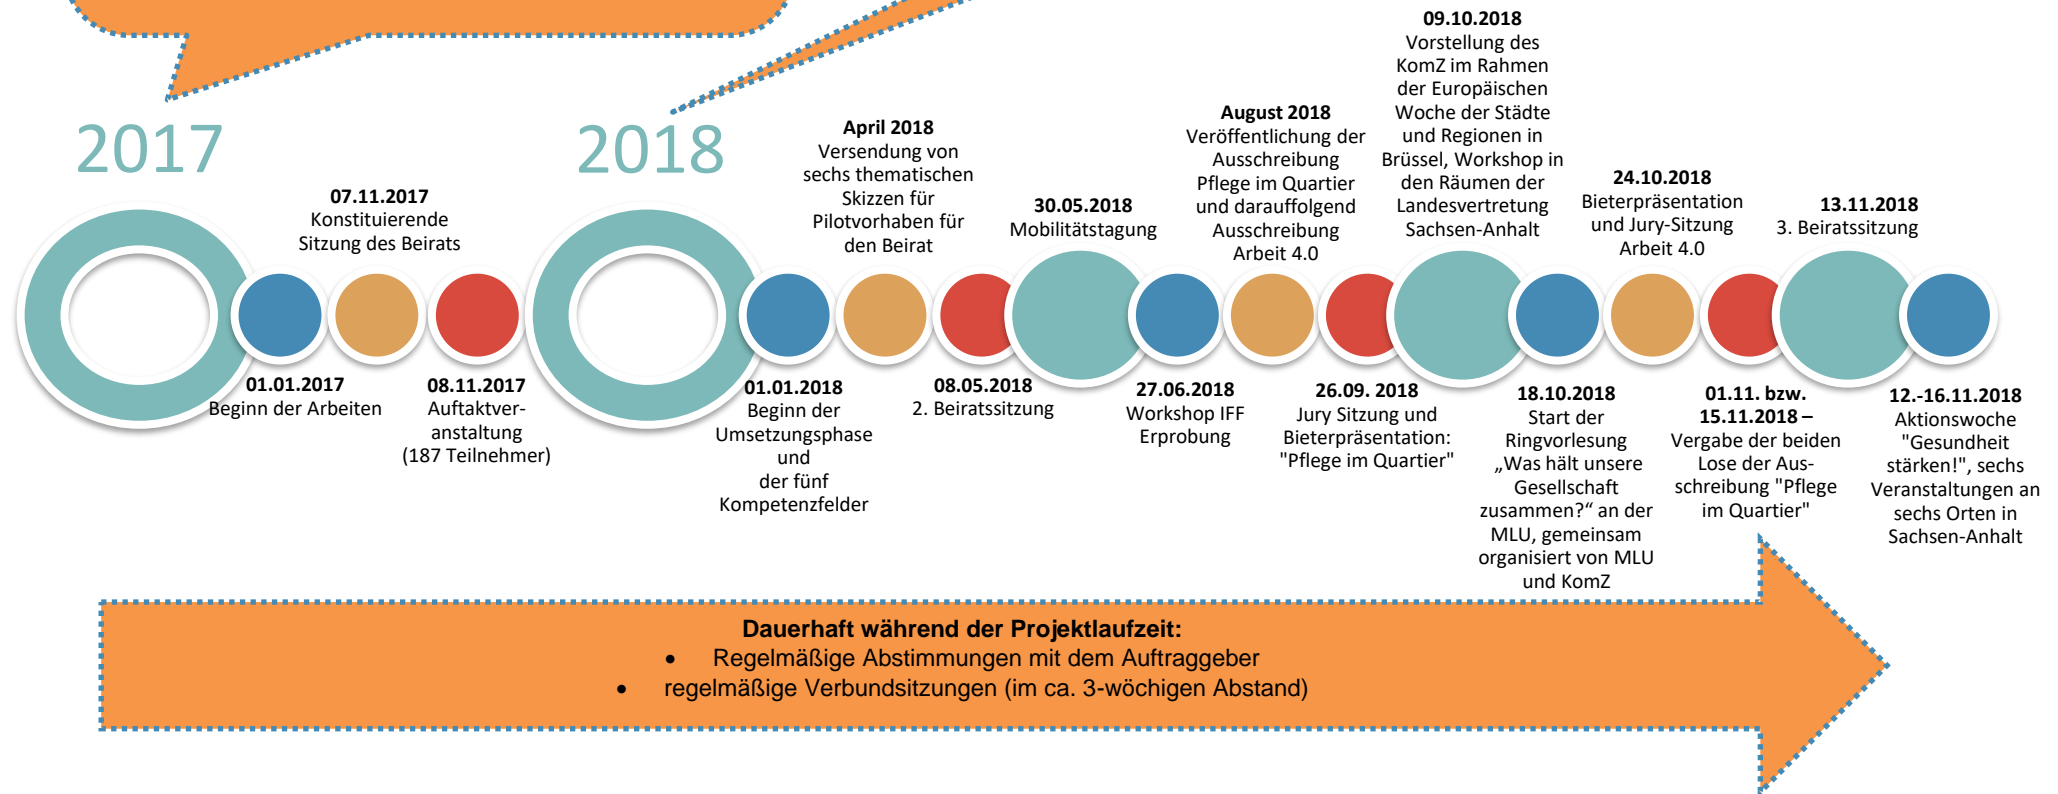 2017
01.01.2017
Beginn der Arbeiten
07.11.2017
Konstituierende
Sitzung des Beirats
08.11.2017
Auftaktver-
anstaltung
(187 Teilnehmer)
2018
01.01.2018
Beginn der
Umsetzungsphase
und
der fünf
Kompetenzfelder
April 2018
Versendung von
sechs thematischen
Skizzen für
Pilotvorhaben für
den Beirat
08.05.2018
2. Beiratssitzung
30.05.2018
Mobilitätstagung
27.06.2018
Workshop IFF
Erprobung
August 2018
Veröffentlichung der
Ausschreibung
Pflege im Quartier
und darauffolgend
Ausschreibung
Arbeit 4.0
26.09. 2018
Jury Sitzung und
Bieterpräsentation:
"Pflege im Quartier"
09.10.2018
Vorstellung des
KomZ im Rahmen
der Europäischen
Woche der Städte
und Regionen in
Brüssel, Workshop in
den Räumen der
Landesvertretung
Sachsen-Anhalt
18.10.2018
Start der
Ringvorlesung
„Was hält unsere
Gesellschaft
zusammen?“ an der
MLU, gemeinsam
organisiert von MLU
und KomZ
24.10.2018
Bieterpräsentation
und Jury-Sitzung
Arbeit 4.0
01.11. bzw.
15.11.2018 –
Vergabe der beiden
Lose der Aus-
schreibung "Pflege
im Quartier"
13.11.2018
3. Beiratssitzung
12.-16.11.2018
Aktionswoche
"Gesundheit
stärken!", sechs
Veranstaltungen an
sechs Orten in
Sachsen-Anhalt
Dauerhaft während der Projektlaufzeit:
• Regelmäßige Abstimmungen mit dem Auftraggeber
• regelmäßige Verbundsitzungen (im ca. 3-wöchigen Abstand)